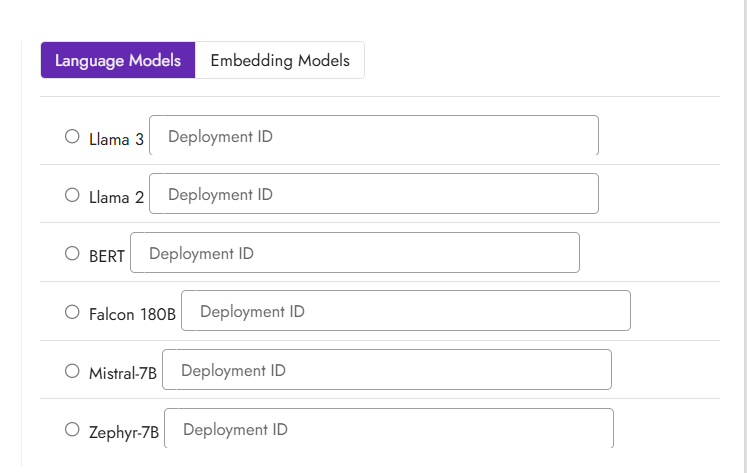 Language Models Embedding Models
Llama 3 Deployment ID
Llama 2 Deployment ID
BERT Deployment ID
Falcon 180B Deployment ID
Mistral-7B Deployment ID
Zephyr-7B Deployment ID